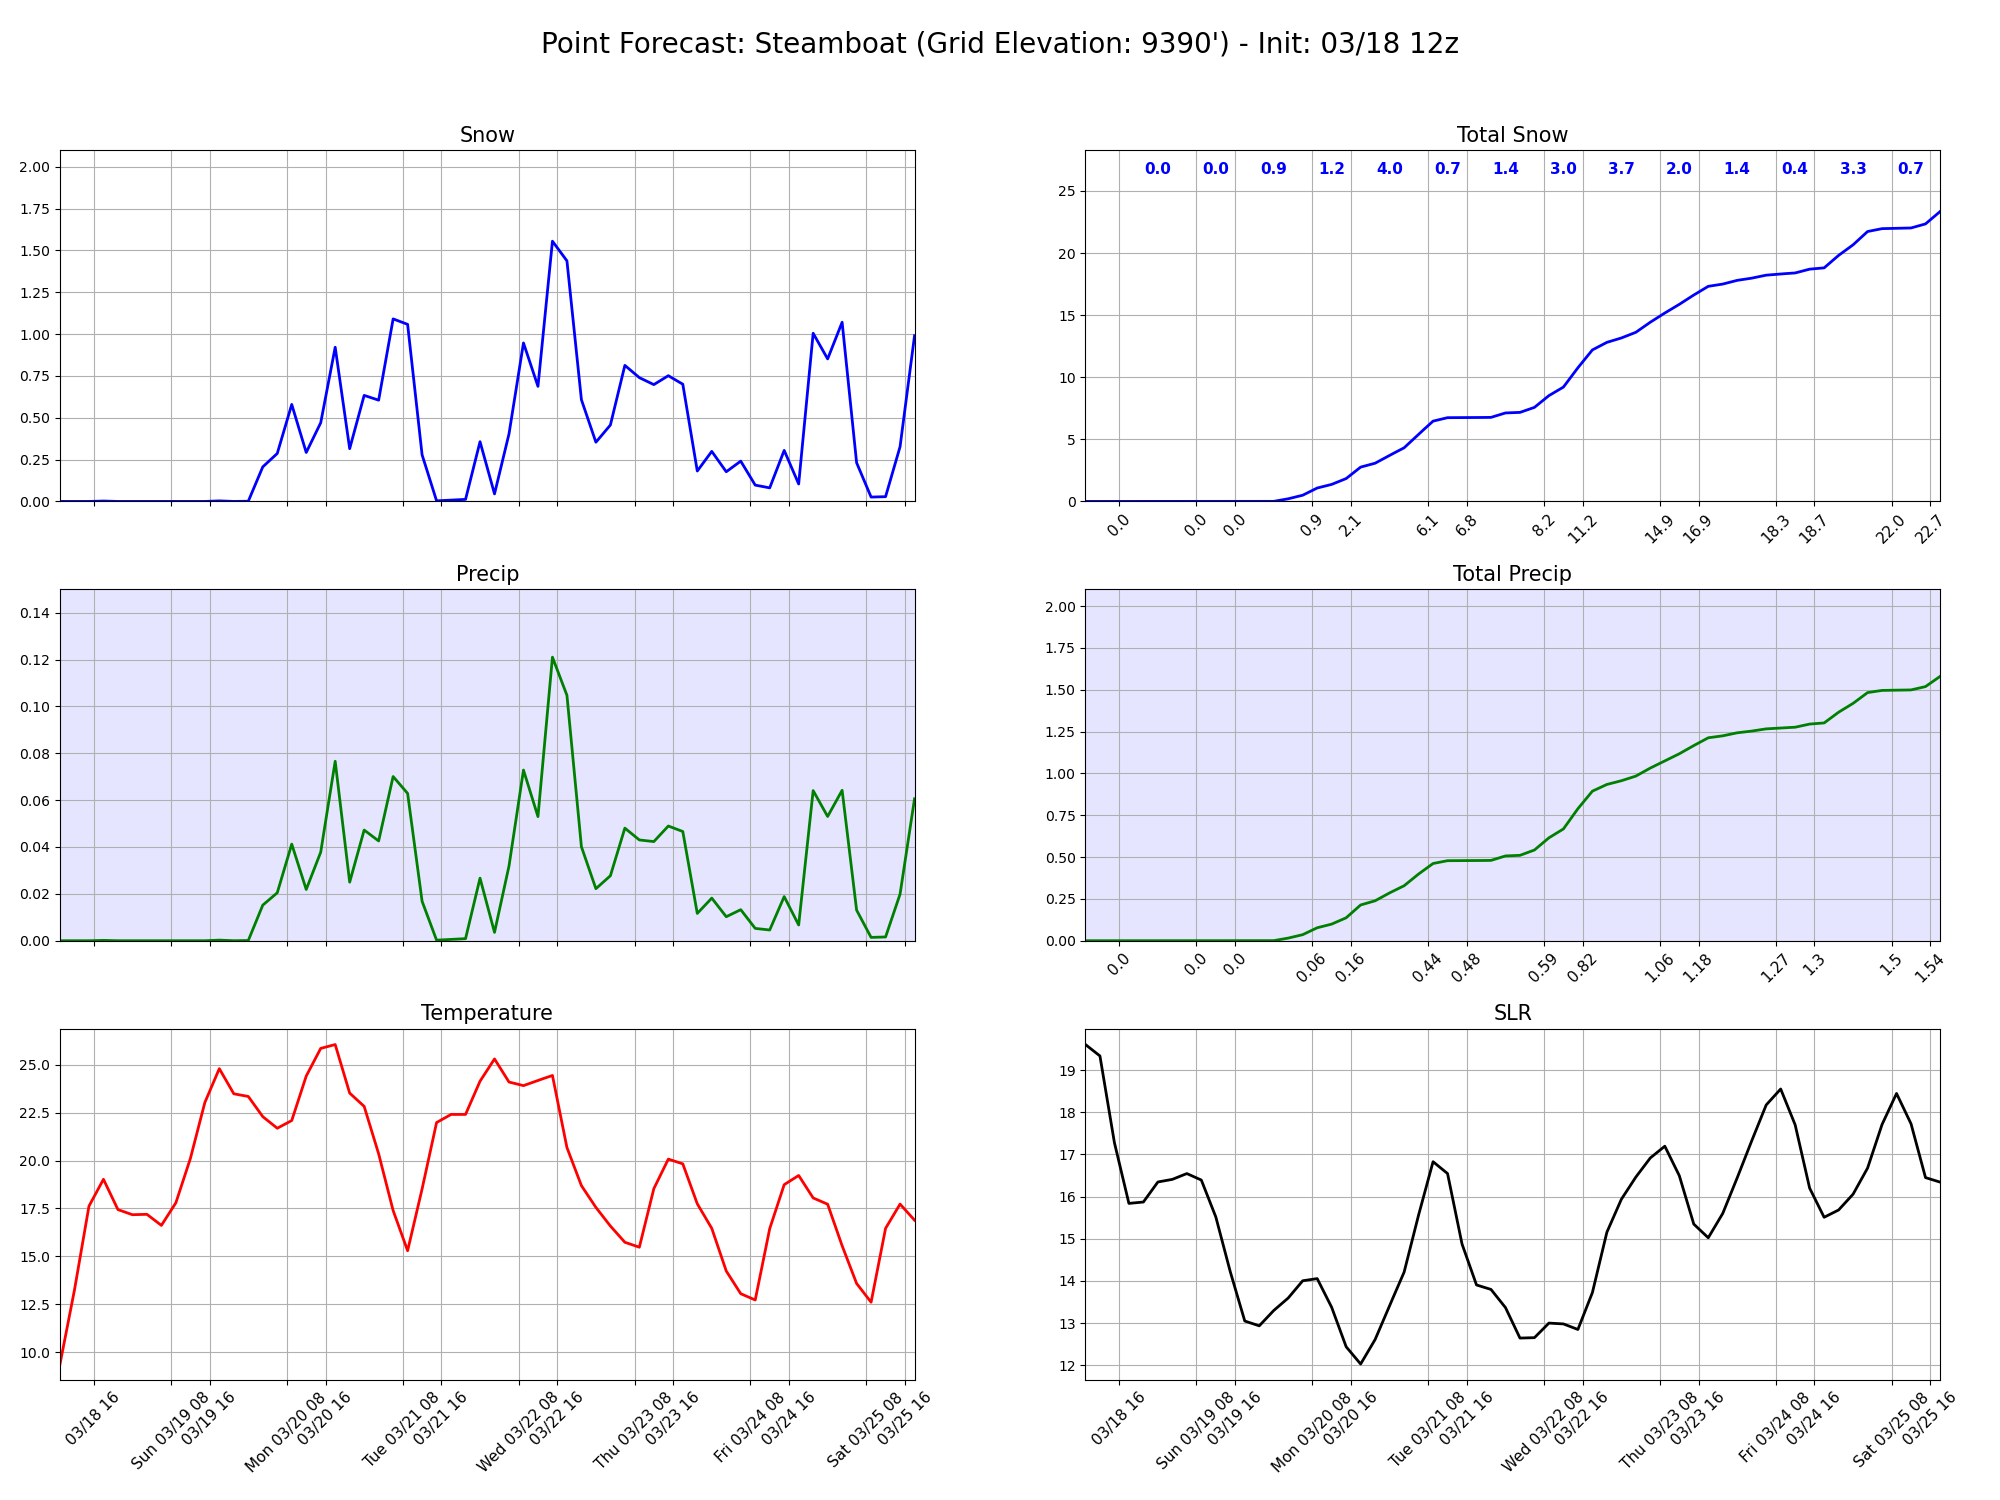 Point Forecast: Steamboat (Grid Elevation: 9390') - Init: 03/18 12z
Snow
2.00
1.75
1.50
1.25
1.00
0.75
0.50
0.25
0.00
Total Snow
0.0 0.0 0.9 1.2 4.0 0.7 1.4 3.0 3.7 2.0 1.4 0.4 3.3 0.7
25
20
15
10
5
0
0.0 0.0 0.0 0.9 2.1 6.1 6.8 8.2 11.2 14.9 16.9 18.3 18.7 22.0 22.7
Precip
0.14
0.12
0.10
0.08
0.06
0.04
0.02
0.00
Total Precip
2.00
1.75
1.50
1.25
1.00
0.75
0.50
0.25
0.00
0.0 0.0 0.0 0.06 0.16 0.44 0.48 0.59 0.82 1.06 1.18 1.27 1.3 1.5 1.54
Temperature
25.0
22.5
20.0
17.5
15.0
12.5
10.0
03/18 16
Sun 03/19 08
03/19 16
Mon 03/20 08
03/20 16
Tue 03/21 08
03/21 16
Wed 03/22 08
03/22 16
Thu 03/23 08
03/23 16
Fri 03/24 08
03/24 16
Sat 03/25 08
03/25 16
SLR
19
18
17
16
15
14
13
12
03/18 16
Sun 03/19 08
03/19 16
Mon 03/20 08
03/20 16
Tue 03/21 08
03/21 16
Wed 03/22 08
03/22 16
Thu 03/23 08
03/23 16
Fri 03/24 08
03/24 16
Sat 03/25 08
03/25 16